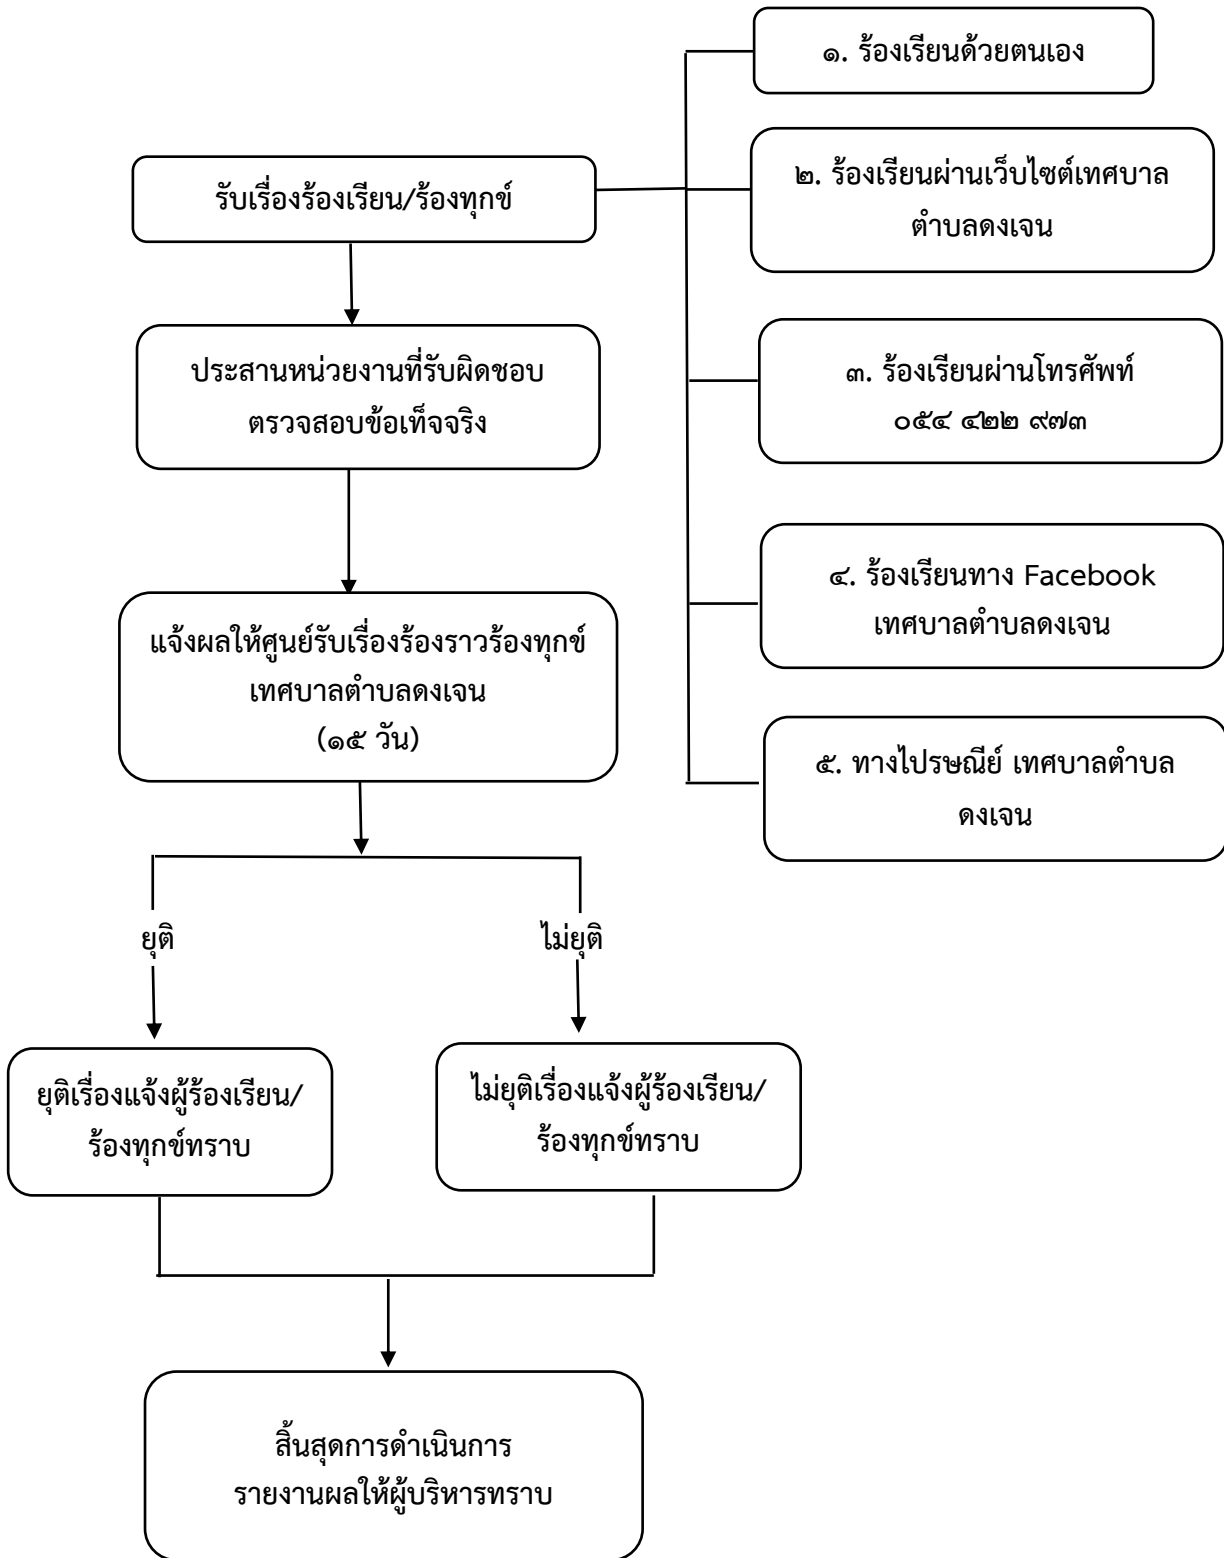 ๑. ร้องเรียนด้วยตนเอง
รับเรื่องร้องเรียน/ร้องทุกข์
๒. ร้องเรียนผ่านเว็บไซต์เทศบาล
ตำบลดงเจน
ประสานหน่วยงานที่รับผิดชอบ
ตรวจสอบข้อเท็จจริง
๓. ร้องเรียนผ่านโทรศัพท์
๐๕๔ ๔๒๒ ๙๗๓
๔. ร้องเรียนทาง Facebook
เทศบาลตำบลดงเจน
แจ้งผลให้ศูนย์รับเรื่องร้องราวร้องทุกข์
เทศบาลตำบลดงเจน
(๑๕ วัน)
๕. ทางไปรษณีย์ เทศบาลตำบล
ดงเจน
ยุติ
ไม่ยุติ
ยุติเรื่องแจ้งผู้ร้องเรียน/
ร้องทุกข์ทราบ
ไม่ยุติเรื่องแจ้งผู้ร้องเรียน/
ร้องทุกข์ทราบ
สิ้นสุดการดำเนินการ
รายงานผลให้ผู้บริหารทราบ